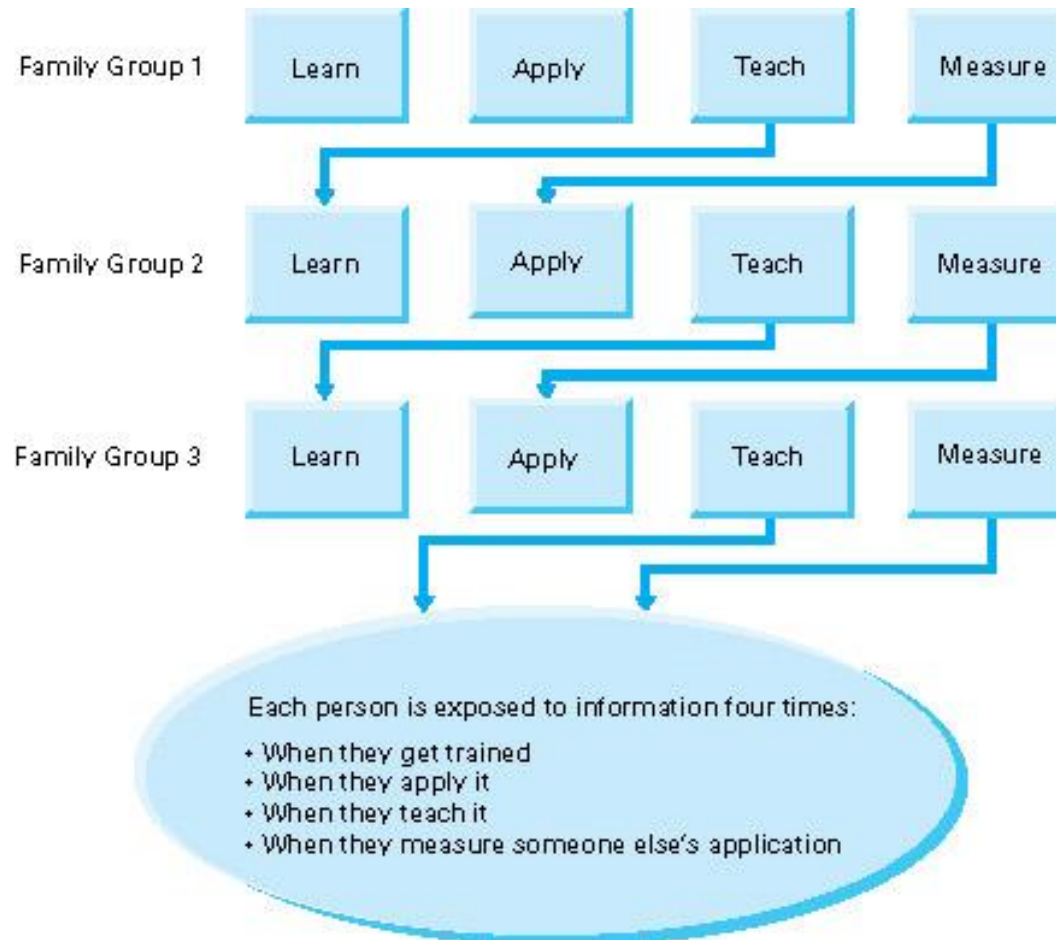 Family Group 1 Learn Apply Teach Measure
Family Group 2 Learn Apply Teach Measure
Family Group 3 Learn Apply Teach Measure
Each person is exposed to information four times:
• When they get trained
• When they apply it
• When they teach it
• When they measure someone else's application